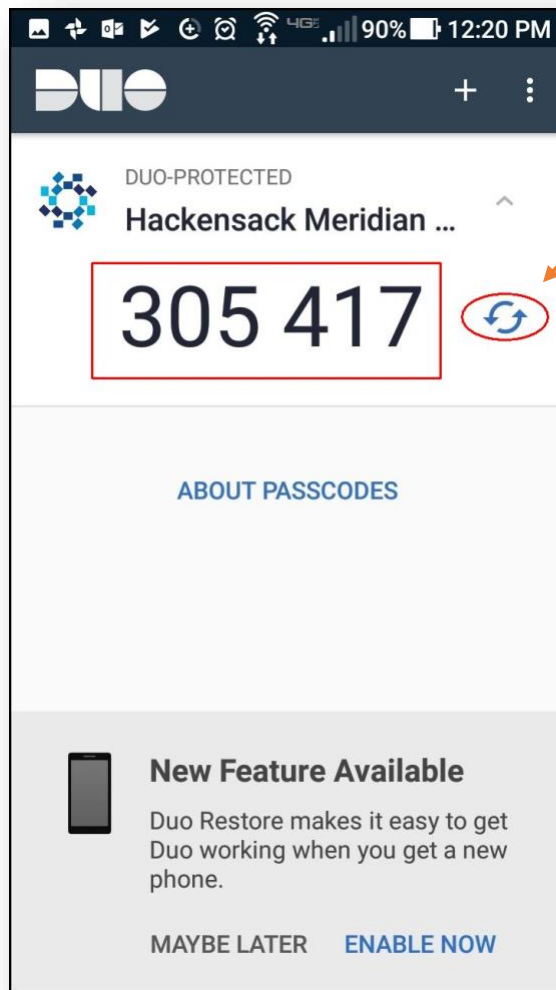 4GE 90% 12:20 PM
DUO
DUO-PROTECTED
Hackensack Meridian ...
305 417
ABOUT PASSCODES
New Feature Available
Duo Restore makes it easy to get
Duo working when you get a new
phone.
MAYBE LATER ENABLE NOW